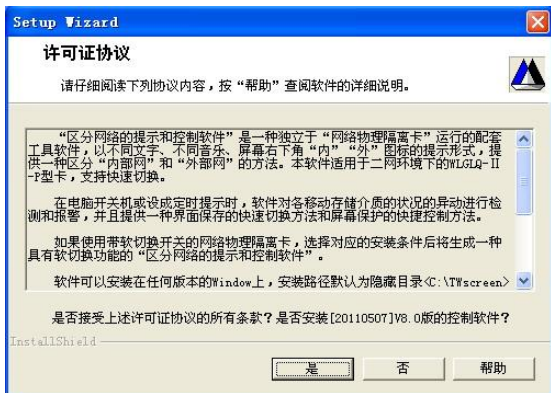 Setup Wizard
许可证协议
请仔细阅读下列协议内容，按“帮助”查阅软件的详细说明。
“区分网络的提示和控制软件”是一种独立于“网络物理隔离卡”运行的配套
工具软件，以不同文字、不同音乐、屏幕右下角“内”“外”图标的提示形式，提
供一种区分“内部网”和“外部网”的方法。本软件适用于二网环境下的WLGLQ-II
-P型卡，支持快速切换。
在电脑开关机或设成定时提示时，软件对各移动存储介质的状况的异动进行检
测和报警，并且提供一种界面保存的快速切换方法和屏幕保护的快捷控制方法。
如果使用带软切换开关的网络物理隔离卡，选择对应的安装条件后将生成一种
具有软切换功能的“区分网络的提示和控制软件”。
软件可以安装在任何版本的Window上，安装路径默认为隐藏目录<C:\TWscreen>
是否接受上述许可证协议的所有条款？是否安装[20110507]V8.0版的控制软件？
InstallShield
是
否
帮助